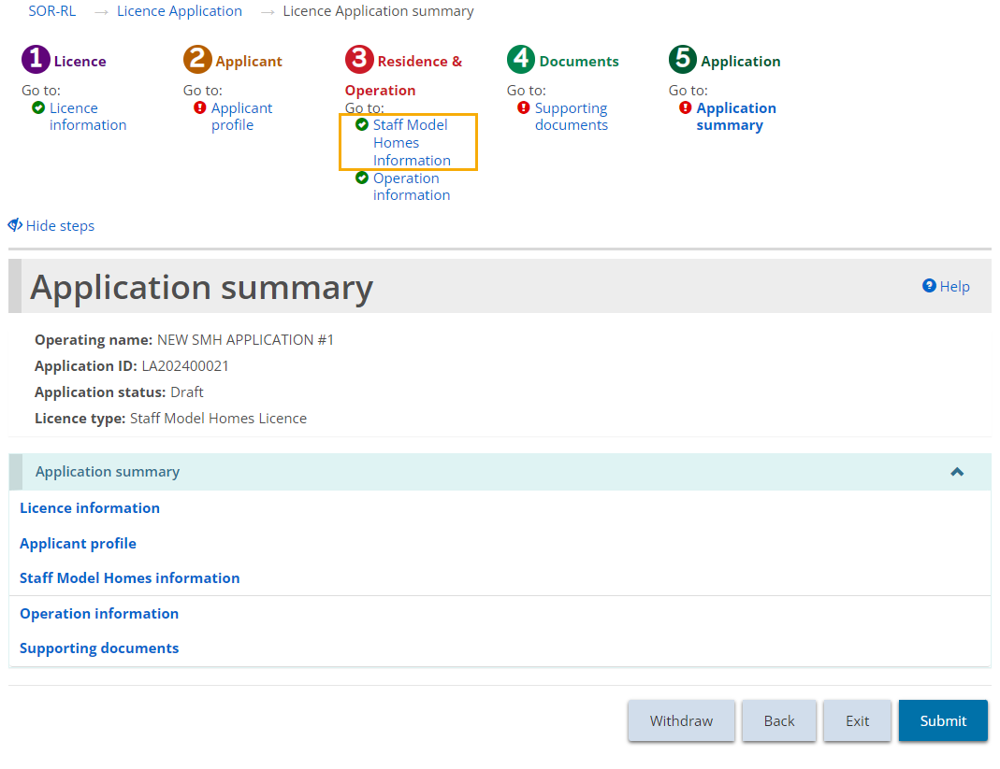 SOR-RL → Licence Application → Licence Application summary
1 Licence
Go to:
Licence
information
2 Applicant
Go to:
Applicant
profile
3 Residence &
Operation
Go to:
Staff Model
Homes
Information
Operation
information
4 Documents
Go to:
Supporting
documents
5 Application
Go to:
Application
summary
Hide steps
Application summary
Help
Operating name: NEW SMH APPLICATION #1
Application ID: LA202400021
Application status: Draft
Licence type: Staff Model Homes Licence
Application summary
Licence information
Applicant profile
Staff Model Homes information
Operation information
Supporting documents
Withdraw Back Exit Submit